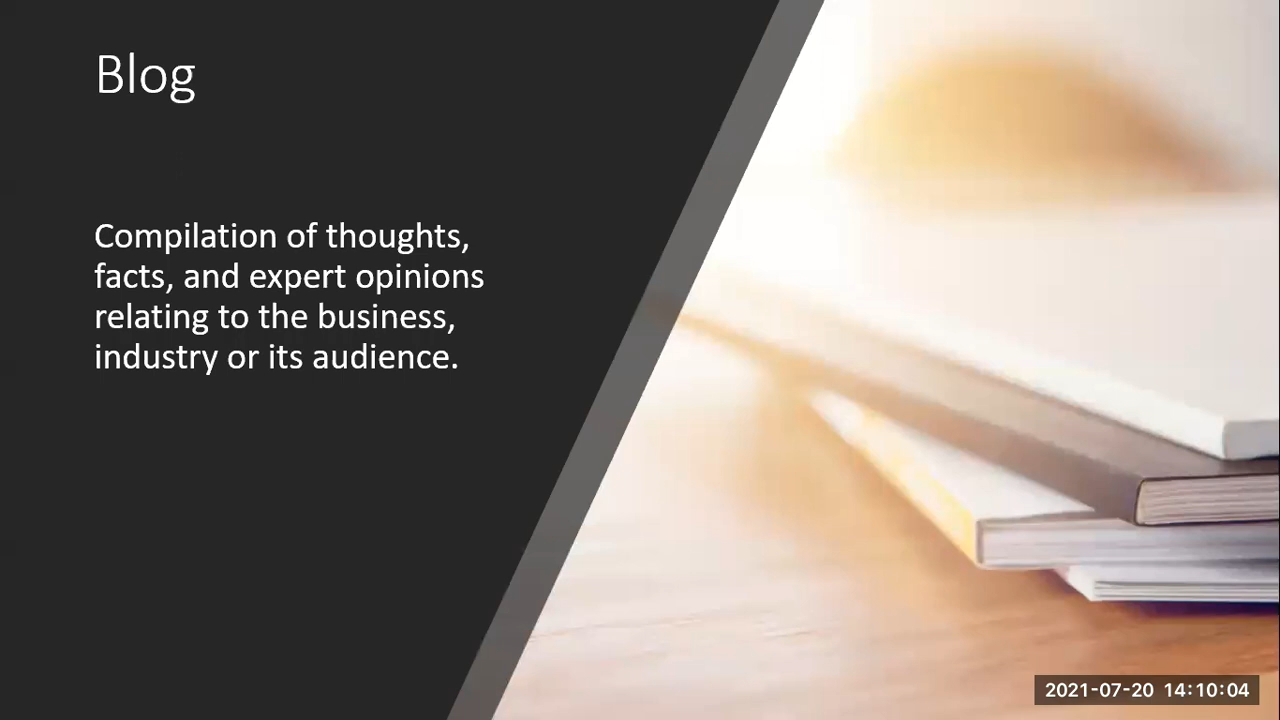 Blog
Compilation of thoughts,
facts, and expert opinions
relating to the business,
industry or its audience.
2021-07-20 14:10:04